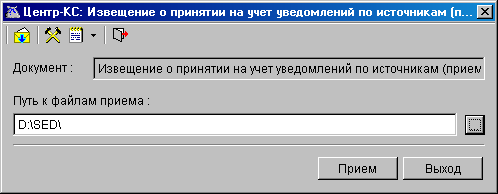 Центр-КС: Извещение о принятии на учет уведомлений по источникам (п...
Документ :
Извещение о принятии на учет уведомлений по источникам (прием
Путь к файлам приема :
D:\SED\
...
Прием
Выход